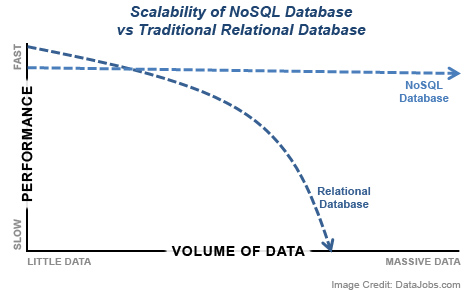 Scalability of NoSQL Database
vs Traditional Relational Database
FAST
PERFORMANCE
SLOW
NoSQL
Database
Relational
Database
LITTLE DATA
VOLUME OF DATA
MASSIVE DATA
Image Credit: DataJobs.com